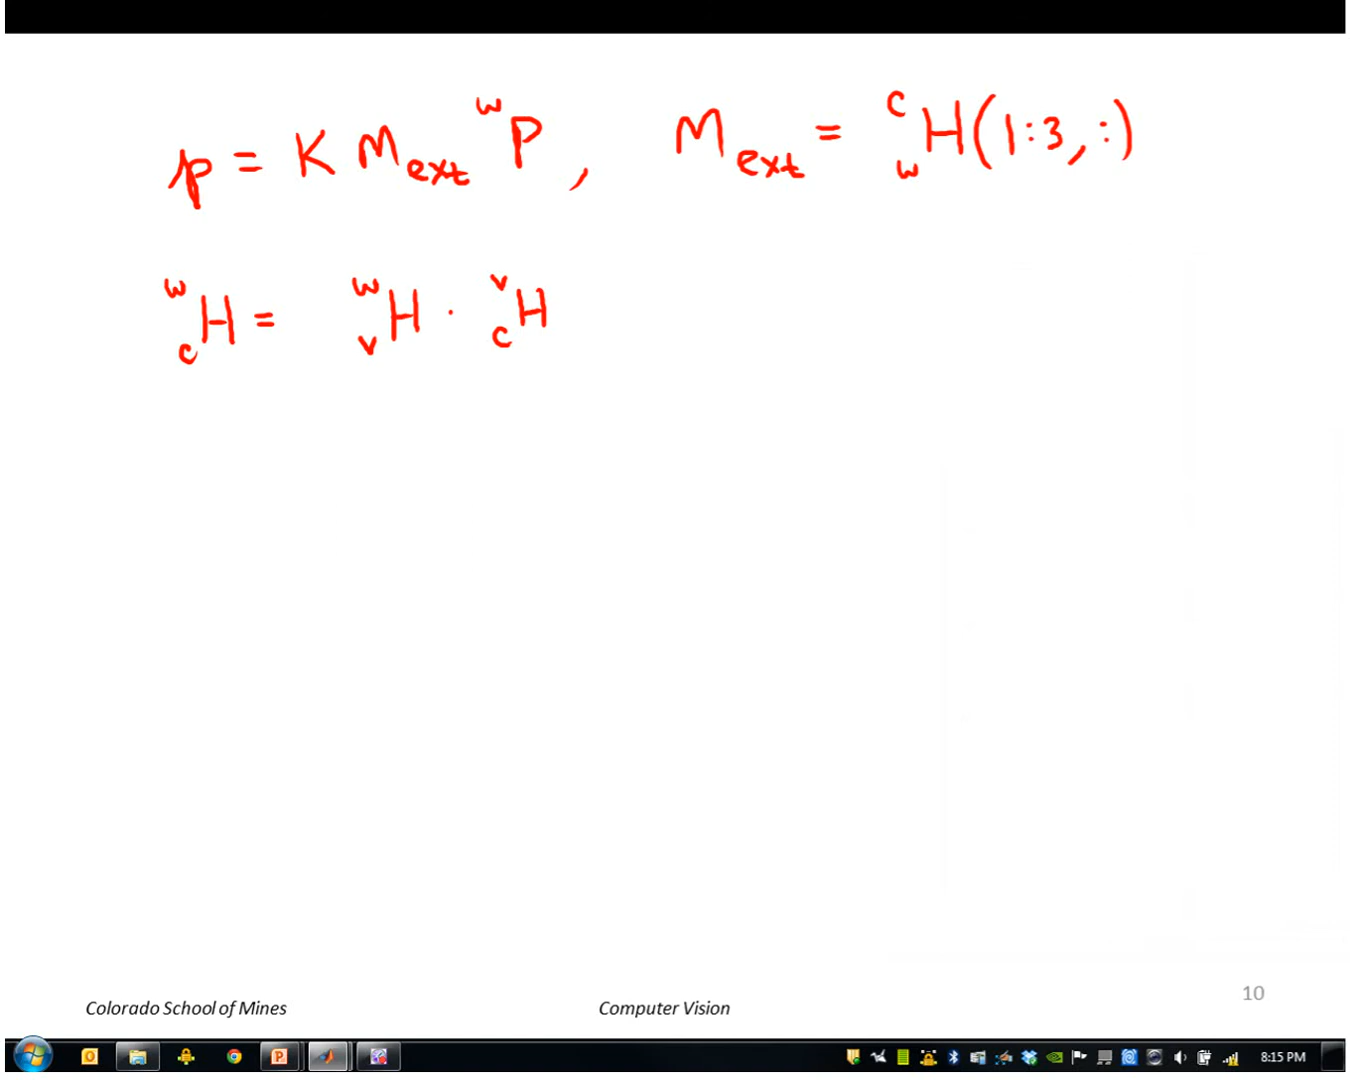 p = K M_ext ^w P , M_ext = ^c_w H(1:3, :)
^w_c H = ^w_v H · ^v_c H
10
Colorado School of Mines Computer Vision
8:15 PM